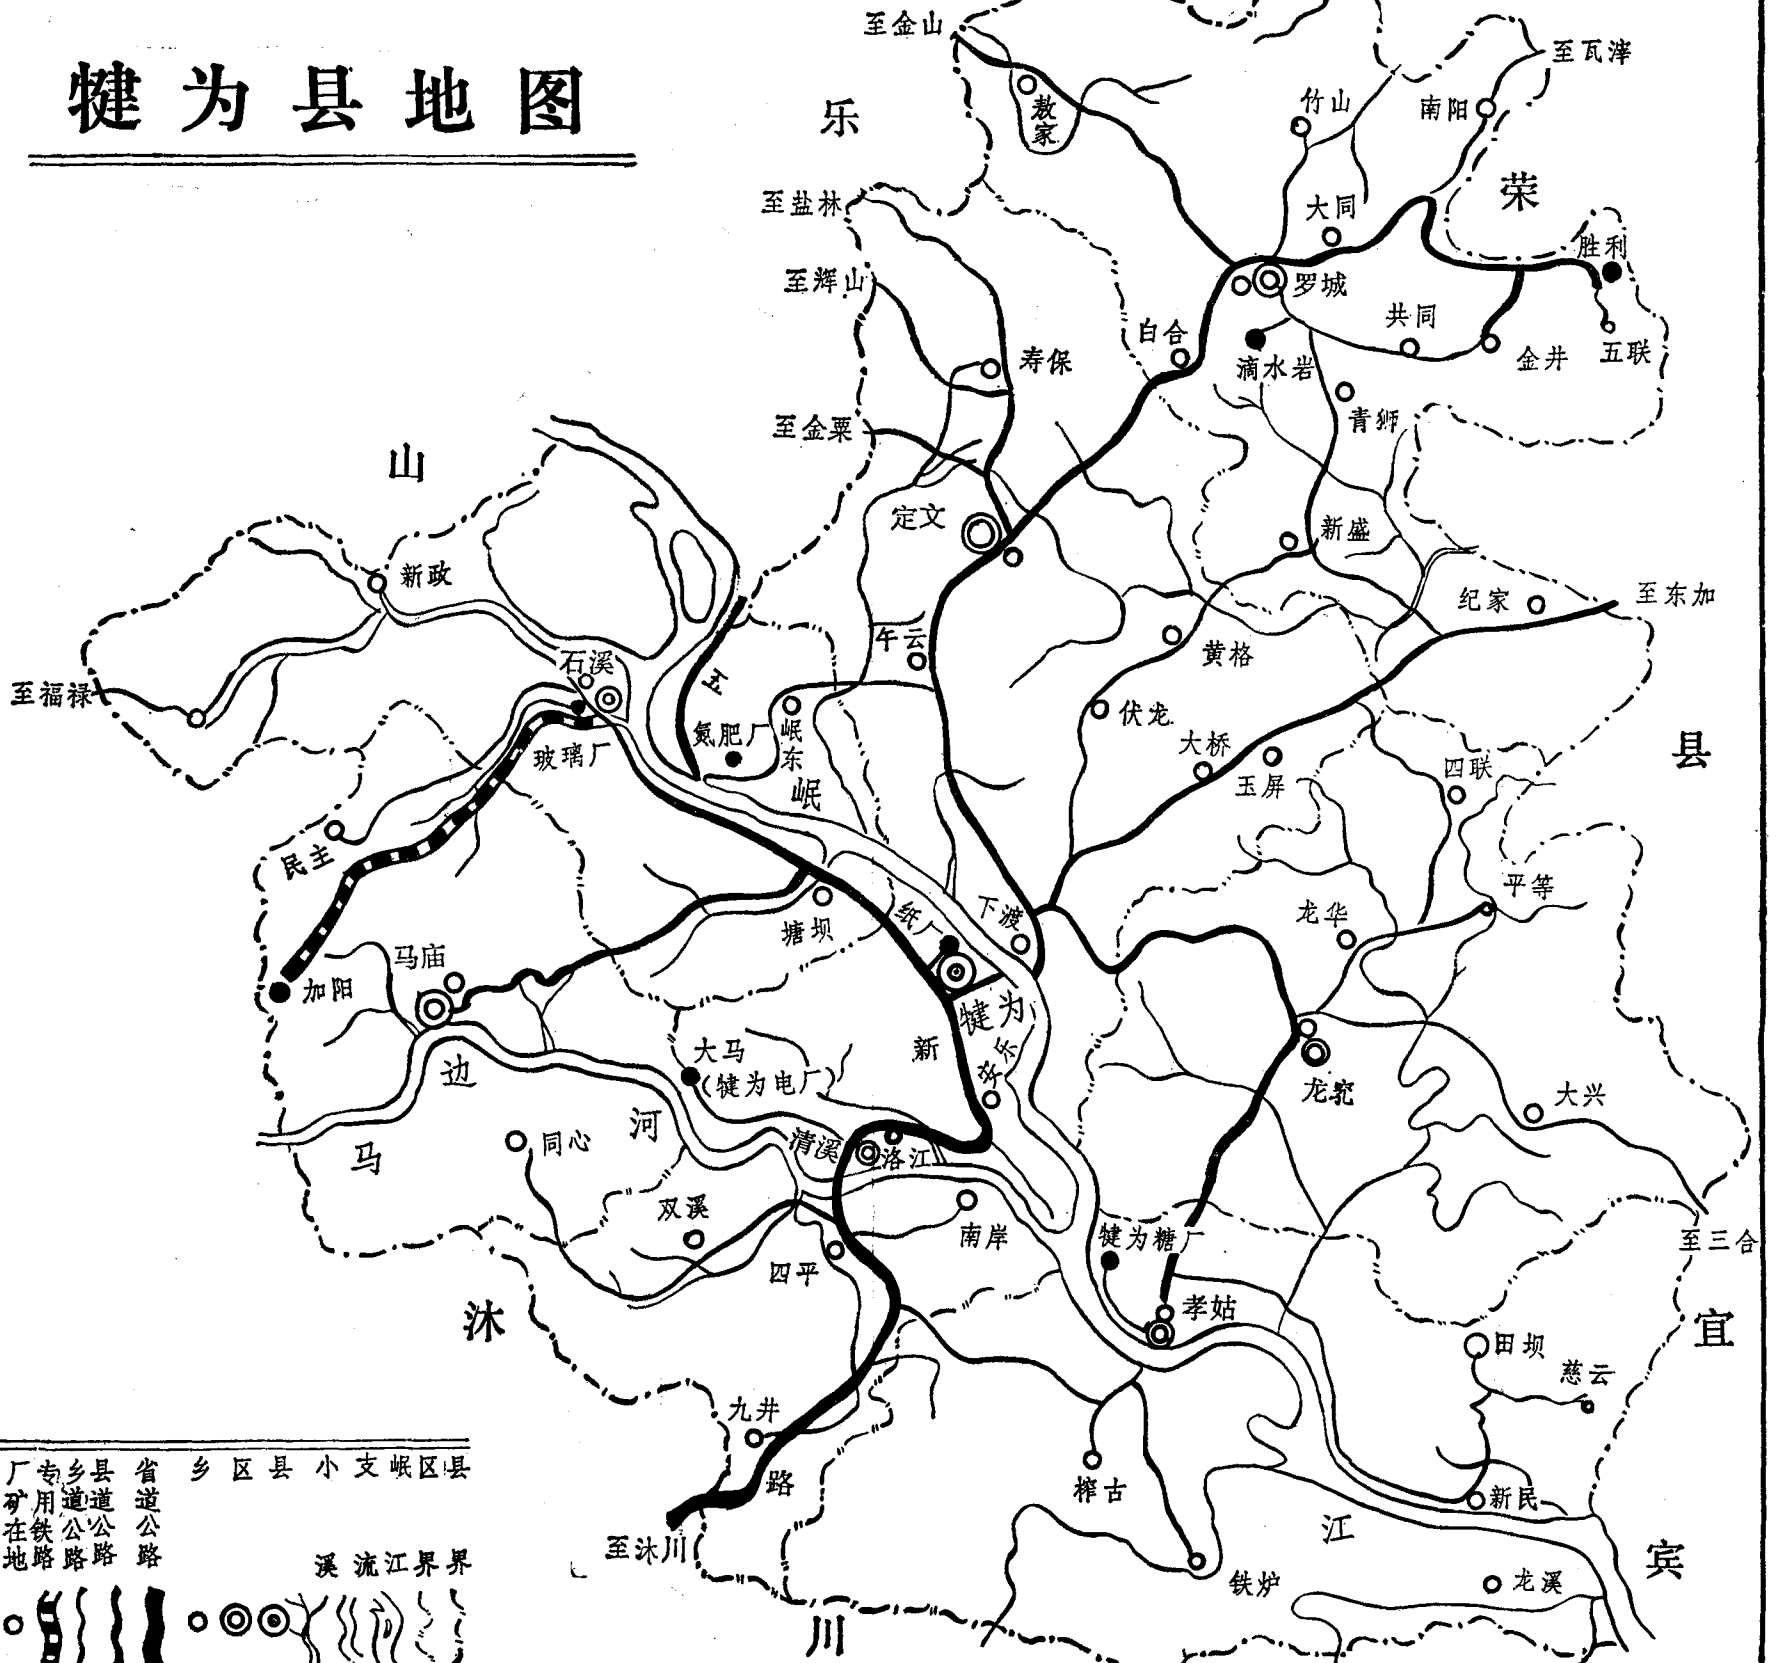 犍为县地图
至金山
至瓦滓
乐
敖家
竹山
南阳
荣
至盐林
大同
胜利
至辉山
罗城
共同
白合
寿保
滴水岩
金井
五联
至金粟
青狮
山
定文
新盛
新政
至东加
纪家
午云
黄格
石溪
至福禄
五
伏龙
氮肥厂
岷东
大桥
县
玻璃厂
玉屏
四联
岷
民主
平等
纸厂
下渡
龙华
塘坝
马庙
加阳
犍为
新
大马
(犍为电厂)
安乐
边
龙窝
大兴
河
同心
清溪
洛江
马
双溪
南岸
犍为糖厂
至三合
四平
孝姑
沐
宜
田坝
慈云
九井
路
榨古
新民
至沐川
江
铁炉
龙溪
宾
川
厂矿在地
专用铁路
乡道公路
县道公路
省道公路
乡
区
县
小溪
支流
岷江
区界
县界